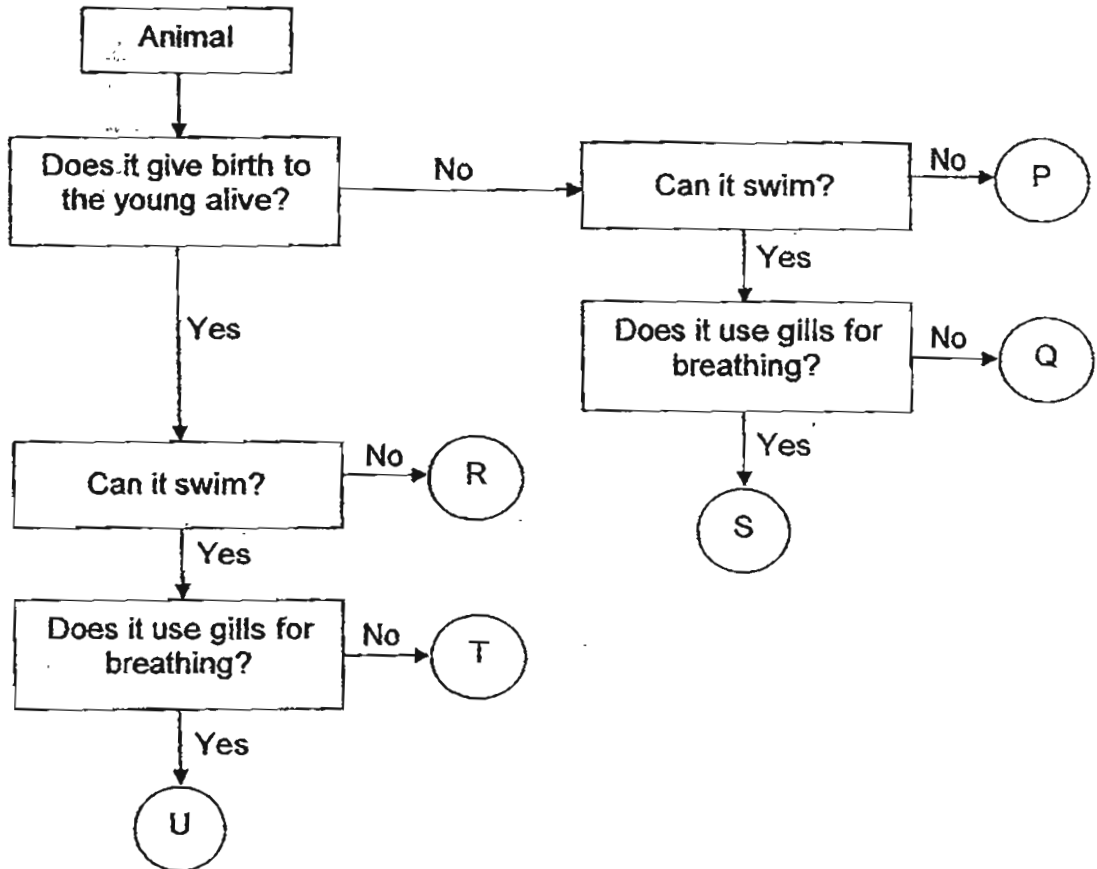 Animal
Does it give birth to
the young alive?
No
Can it swim?
No
P
Yes
Does it use gills for
breathing?
No
Q
Yes
S
Yes
Can it swim?
No
R
Yes
Does it use gills for
breathing?
No
T
Yes
U